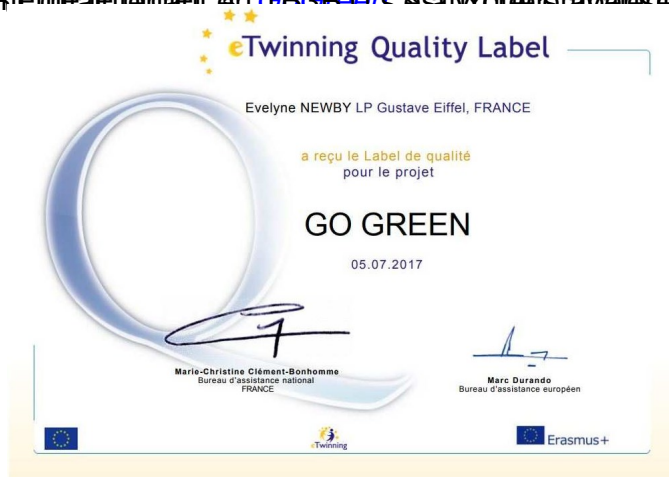 eTwinning Quality Label
Evelyne NEWBY LP Gustave Eiffel, FRANCE
a reçu le Label de qualité
pour le projet
GO GREEN
05.07.2017
Marie-Christine Clément-Bonhomme
Bureau d'assistance national
FRANCE
Marc Durando
Bureau d'assistance européen
eTwinning
Erasmus+